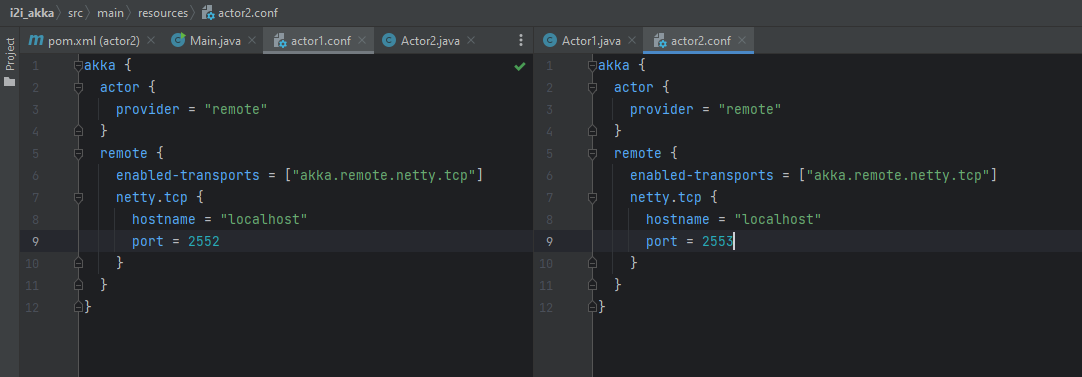 i2i_akka src main resources actor2.conf
Project
pom.xml (actor2) Main.java actor1.conf Actor2.java
1 akka {
2 actor {
3 provider = "remote"
4 }
5 remote {
6 enabled-transports = ["akka.remote.netty.tcp"]
7 netty.tcp {
8 hostname = "localhost"
9 port = 2552
10 }
11 }
12 }
Actor1.java actor2.conf
1 akka {
2 actor {
3 provider = "remote"
4 }
5 remote {
6 enabled-transports = ["akka.remote.netty.tcp"]
7 netty.tcp {
8 hostname = "localhost"
9 port = 2553
10 }
11 }
12 }